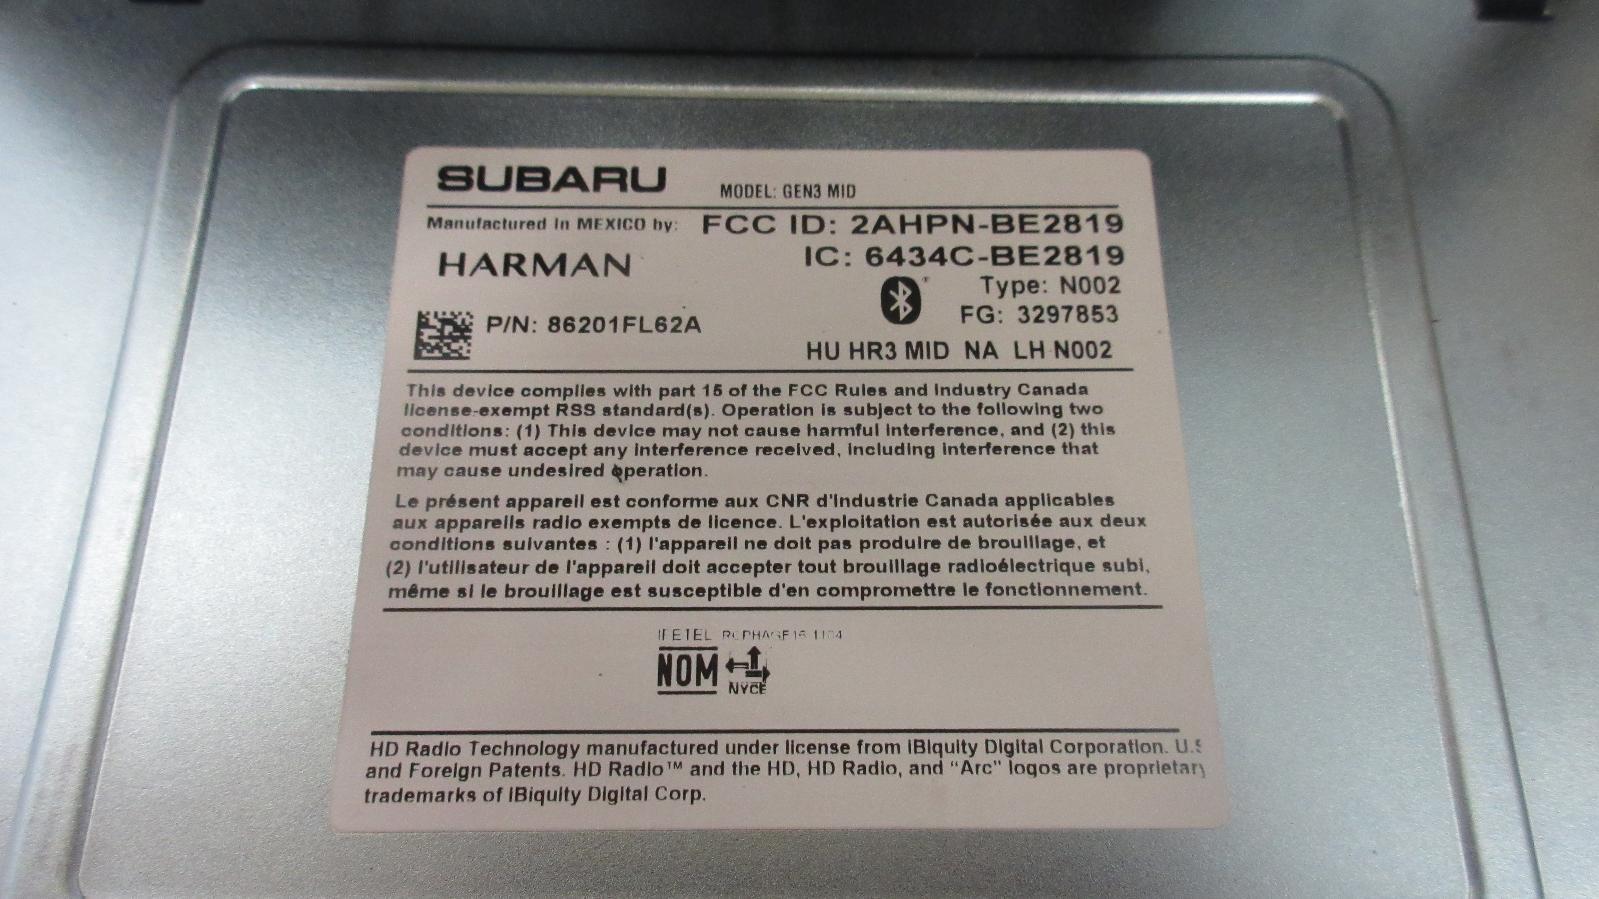 SUBARU MODEL: GEN3 MID
Manufactured in MEXICO by: FCC ID: 2AHPN-BE2819
HARMAN IC: 6434C-BE2819
Type: N002
P/N: 86201FL62A FG: 3297853
HU HR3 MID NA LH N002
This device complies with part 15 of the FCC Rules and Industry Canada
license-exempt RSS standard(s). Operation is subject to the following two
conditions: (1) This device may not cause harmful interference, and (2) this
device must accept any interference received, including interference that
may cause undesired operation.
Le présent appareil est conforme aux CNR d'Industrie Canada applicables
aux appareils radio exempts de licence. L'exploitation est autorisée aux deux
conditions suivantes : (1) l'appareil ne doit pas produire de brouillage, et
(2) l'utilisateur de l'appareil doit accepter tout brouillage radioélectrique subi,
même si le brouillage est susceptible d'en compromettre le fonctionnement.
IFETEL
NOM NYCE
HD Radio Technology manufactured under license from iBiquity Digital Corporation. U.S
and Foreign Patents. HD Radio™ and the HD, HD Radio, and “Arc” logos are proprietary
trademarks of iBiquity Digital Corp.